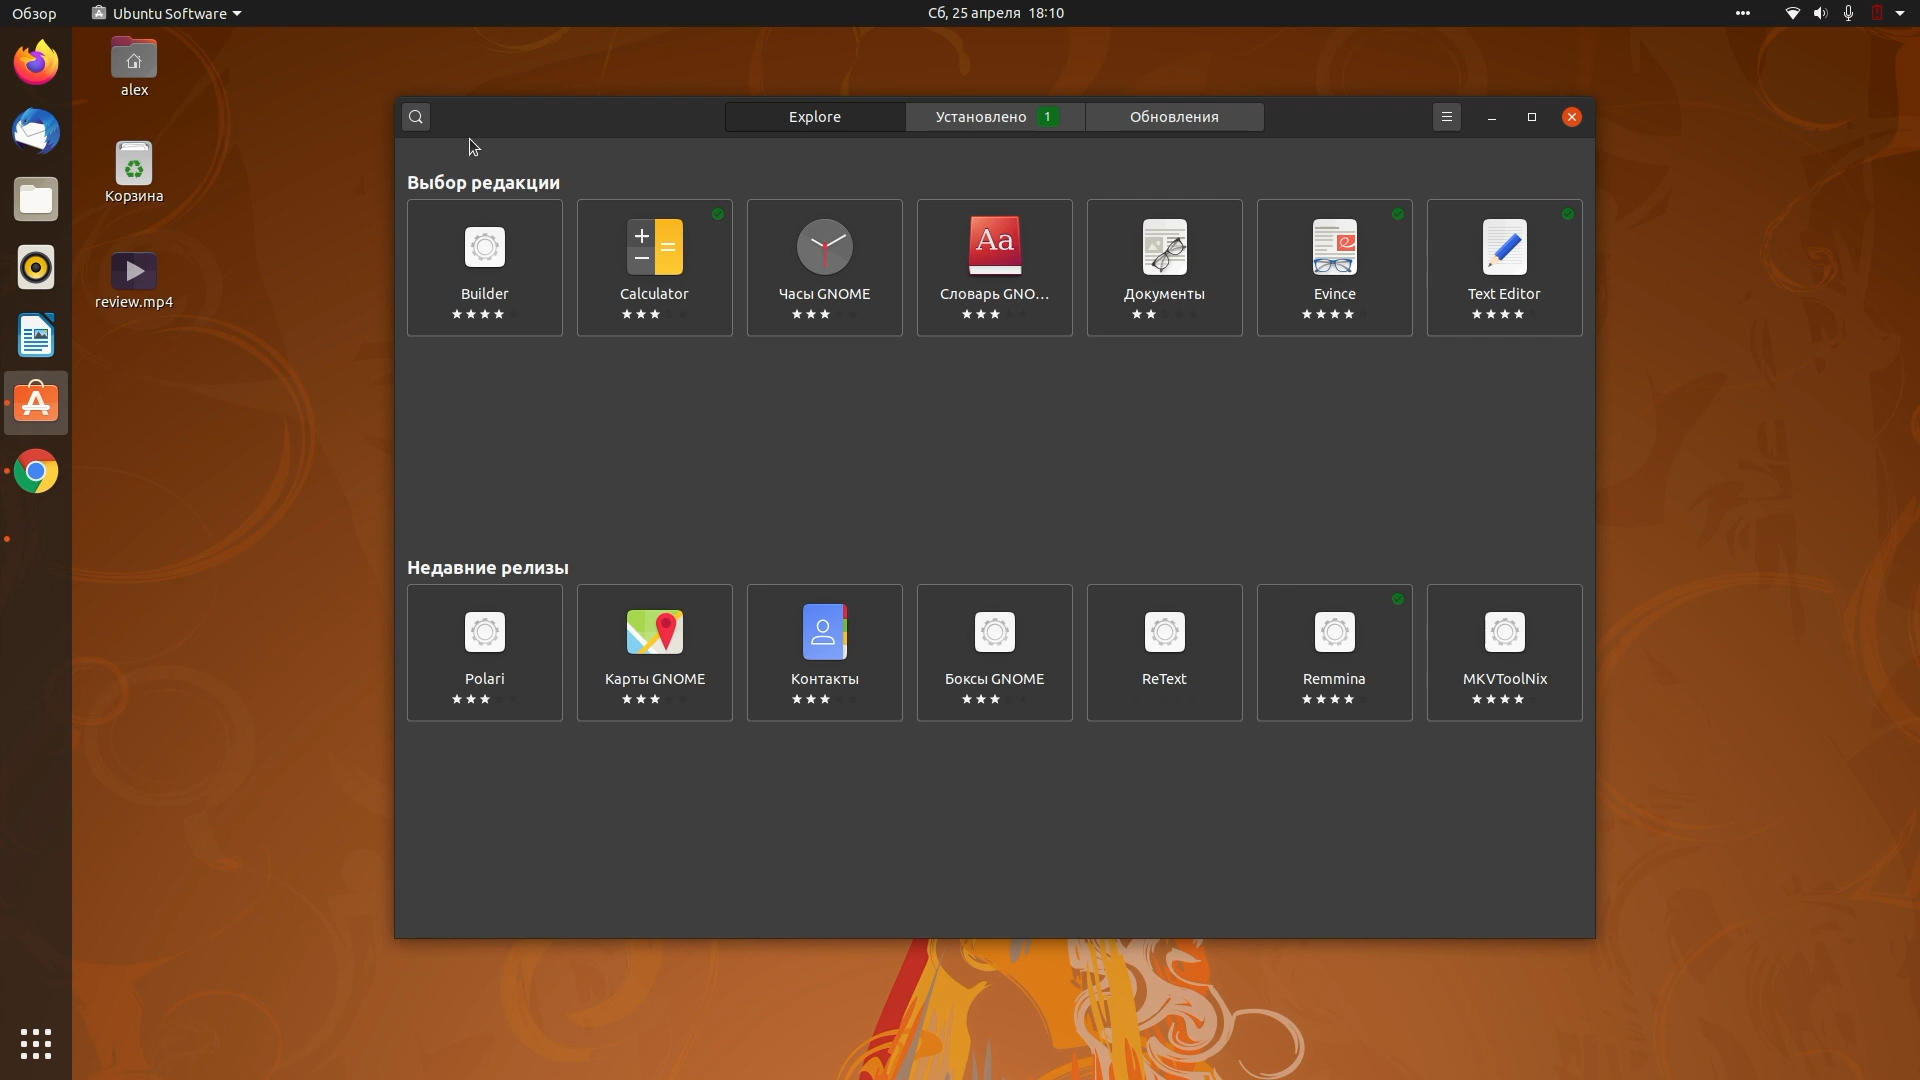 Обзор
Ubuntu Software
Сб, 25 апреля 18:10
alex
Корзина
review.mp4
Explore
Установлено 1
Обновления
Выбор редакции
Builder
Calculator
Часы GNOME
Словарь GNO...
Документы
Evince
Text Editor
Недавние релизы
Polari
Карты GNOME
Контакты
Боксы GNOME
ReText
Remmina
MKVToolNix